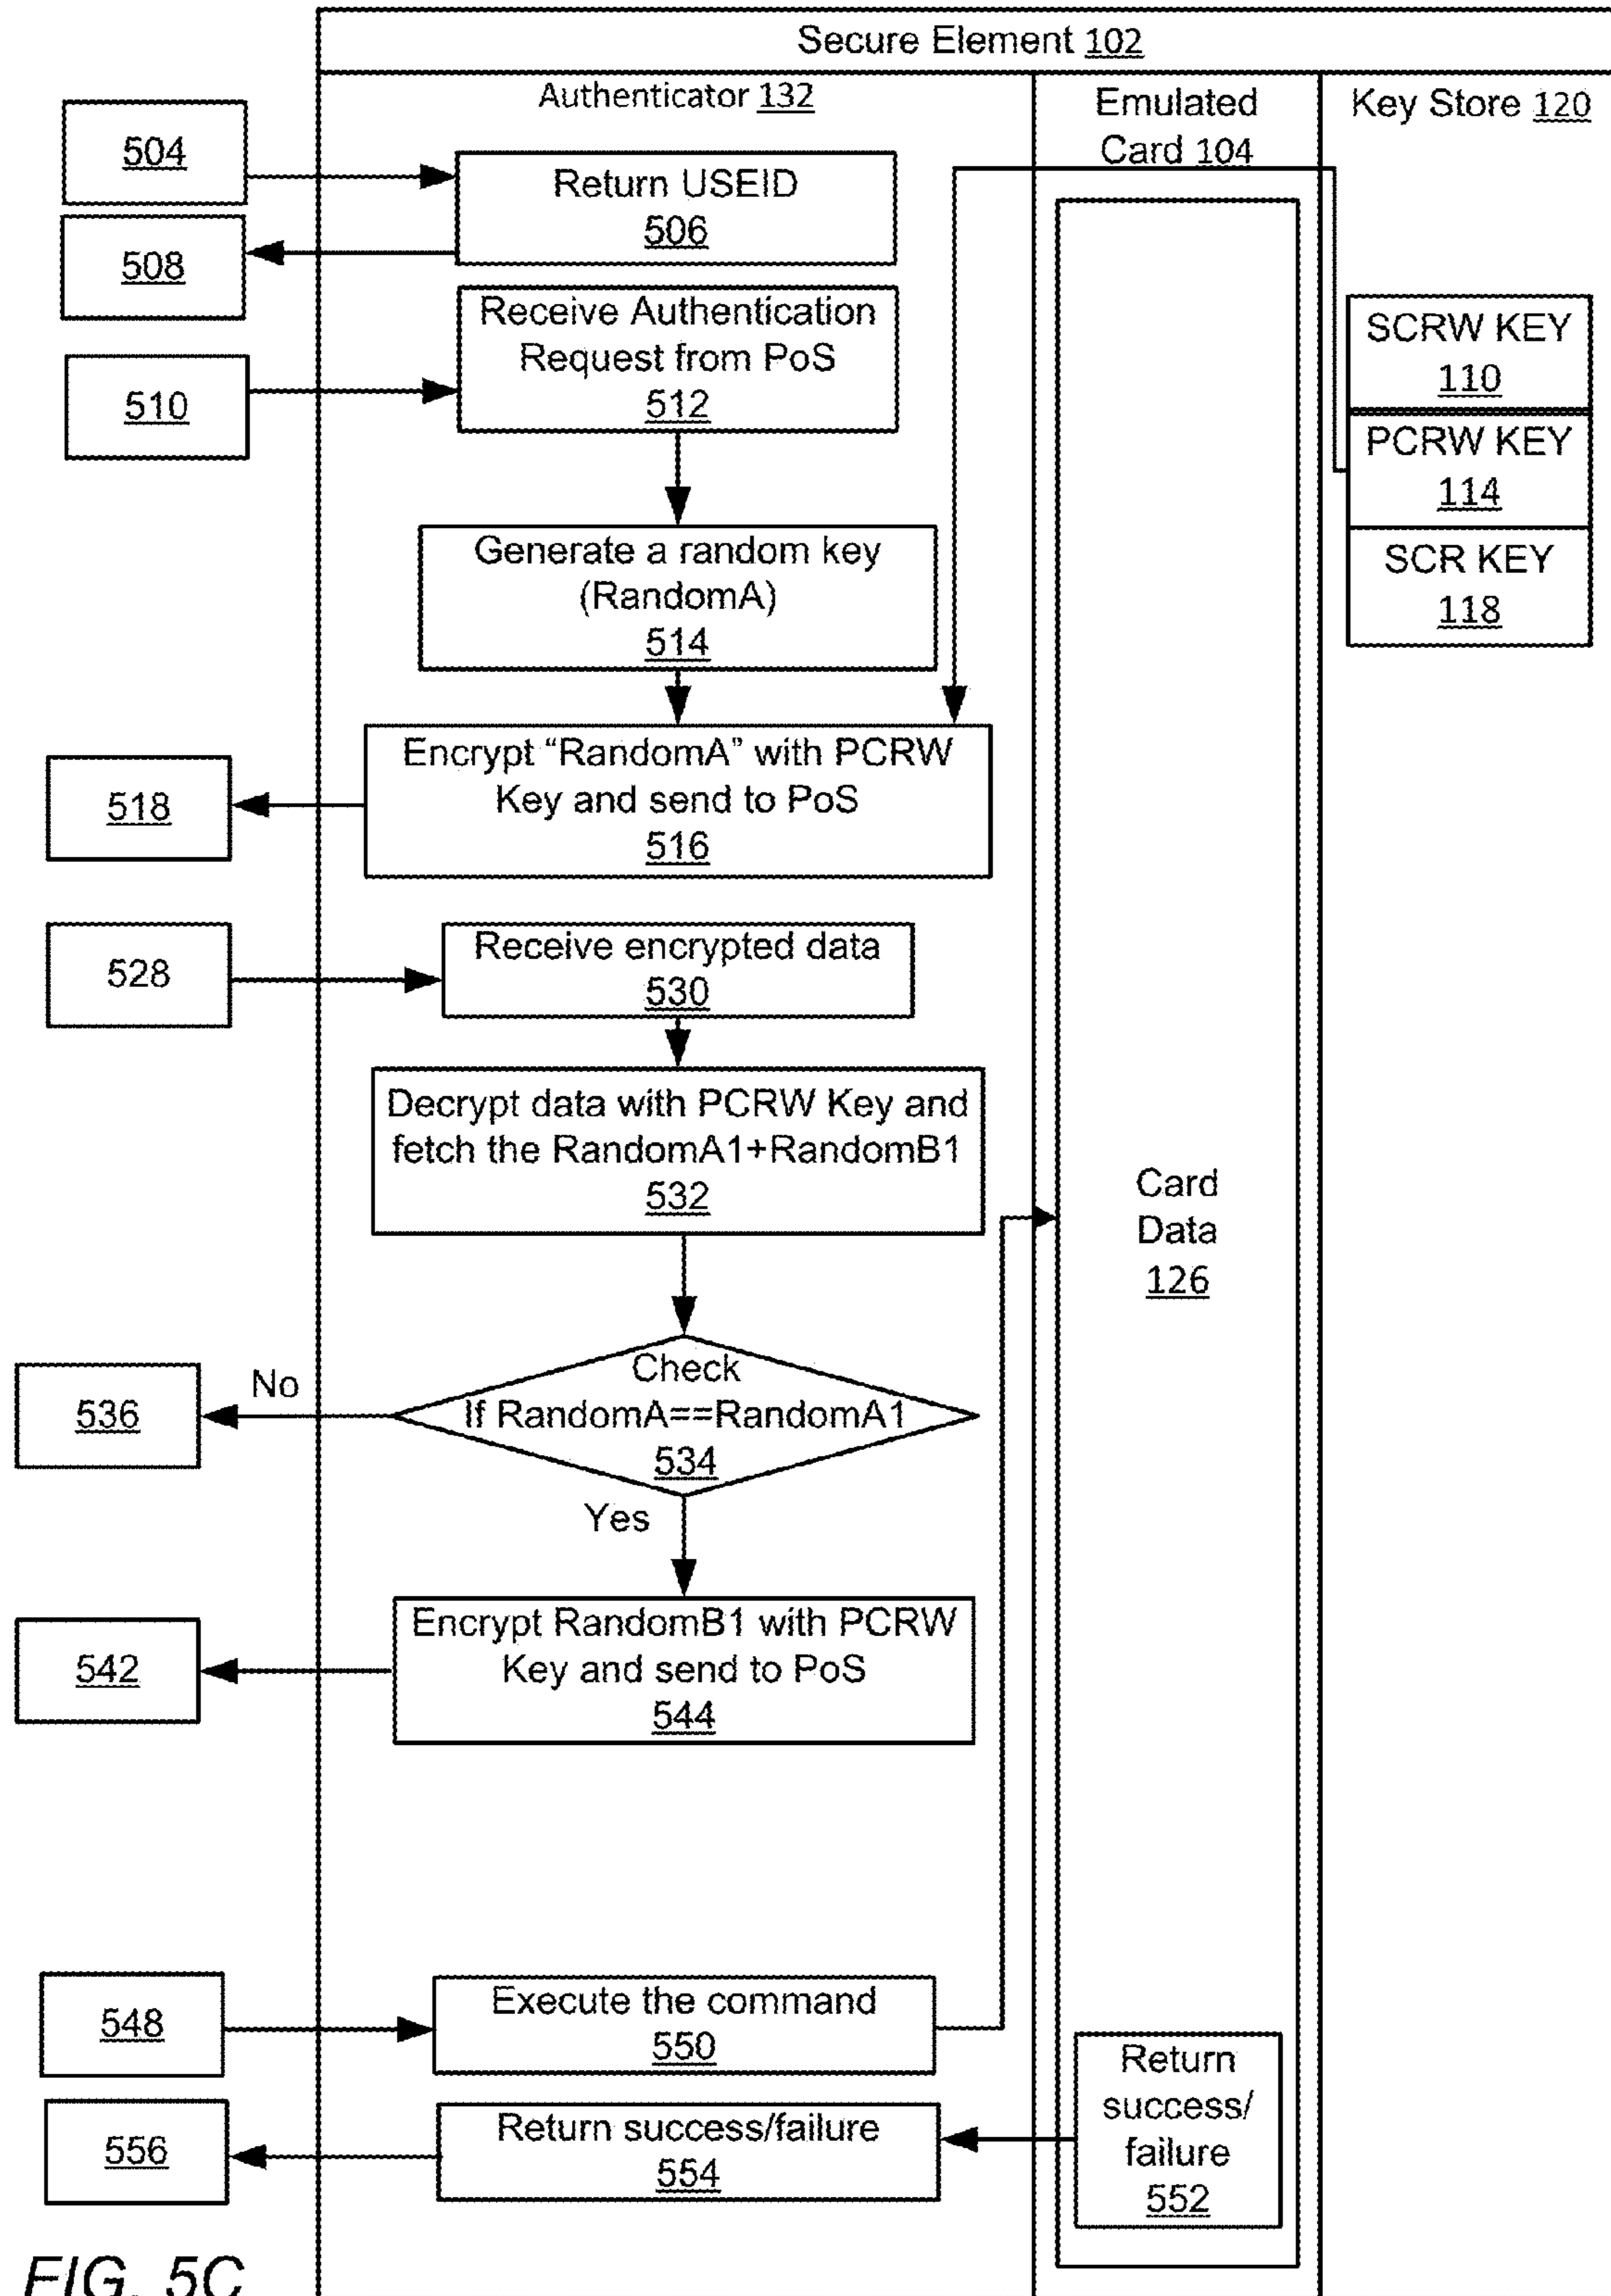 Secure Element 102
Authenticator 132
Emulated
Card 104
Key Store 120
504
Return USEID
506
508
Receive Authentication
Request from PoS
512
510
SCRW KEY
110
PCRW KEY
114
SCR KEY
118
Generate a random key
(RandomA)
514
Encrypt “RandomA” with PCRW
Key and send to PoS
516
518
528
Receive encrypted data
530
Decrypt data with PCRW Key and
fetch the RandomA1+RandomB1
532
Card
Data
126
536
No
Check
If RandomA==RandomA1
534
Yes
542
Encrypt RandomB1 with PCRW
Key and send to PoS
544
548
Execute the command
550
Return
success/
failure
552
556
Return success/failure
554
FIG. 5C